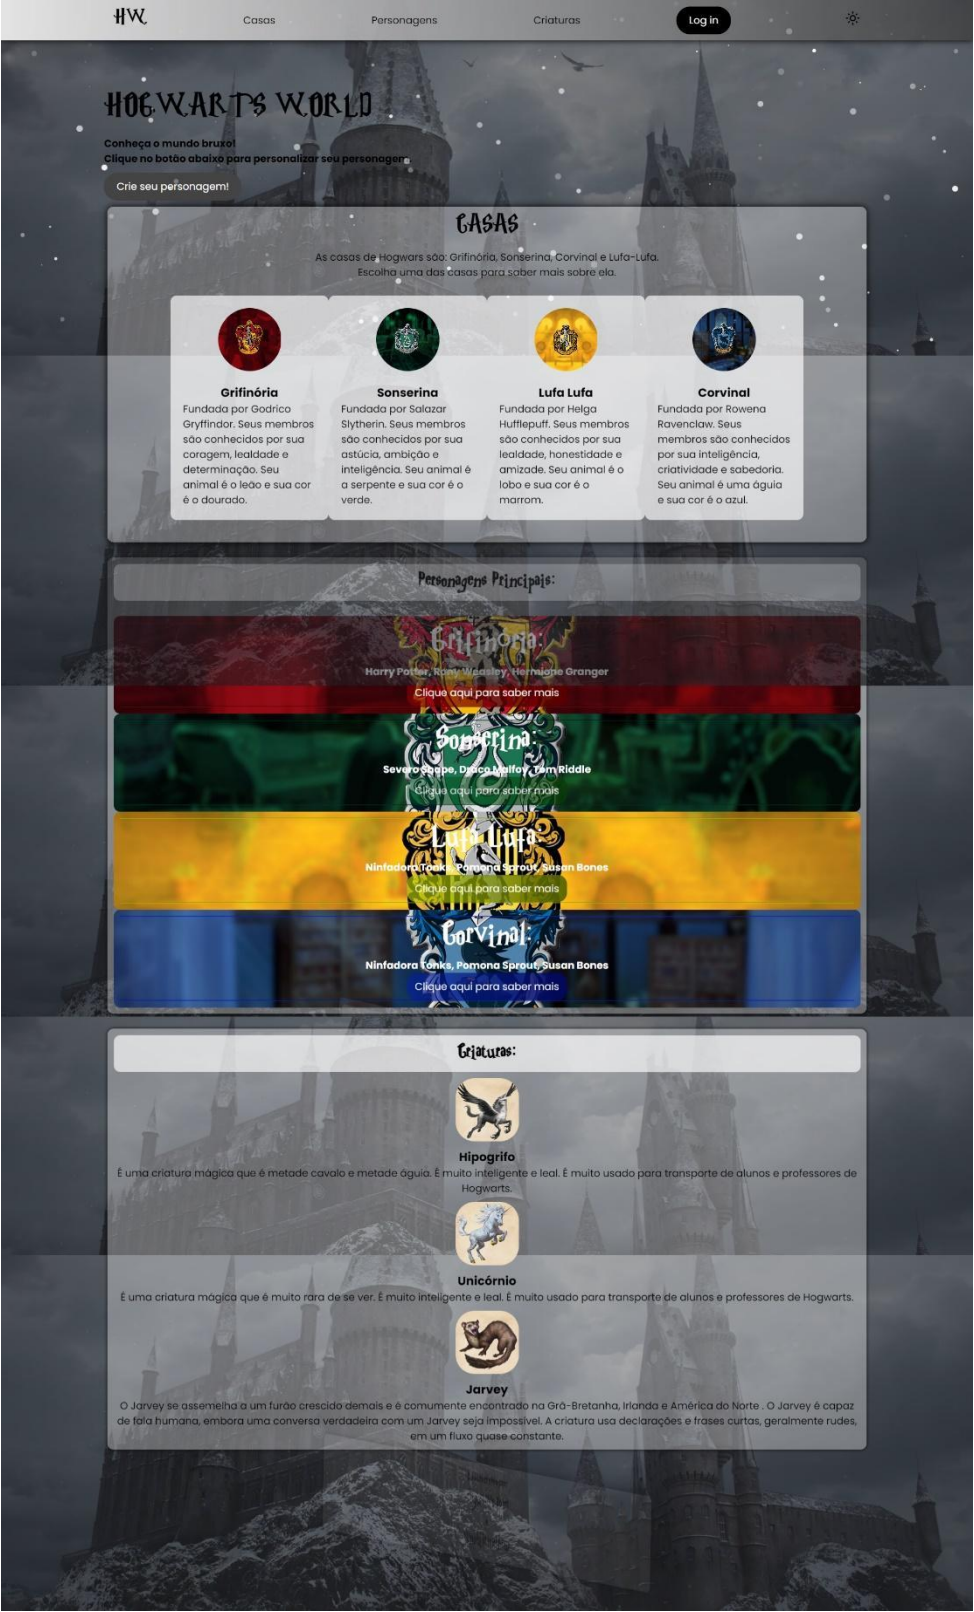 HW
Casas
Personagens
Criaturas
Log in
HOGWARTS WORLD
Conheça o mundo bruxo!
Clique no botão abaixo para personalizar seu personagem.
Crie seu personagem!
CASAS
As casas de Hogwars são: Grifinória, Sonserina, Corvinal e Lufa-Lufa.
Escolha uma das casas para saber mais sobre ela.
Grifinória
Fundada por Godrico
Gryffindor. Seus membros
são conhecidos por sua
coragem, lealdade e
determinação. Seu
animal é o leão e sua cor
é o dourado.
Sonserina
Fundada por Salazar
Slytherin. Seus membros
são conhecidos por sua
astúcia, ambição e
inteligência. Seu animal é
a serpente e sua cor é o
verde.
Lufa Lufa
Fundada por Helga
Hufflepuff. Seus membros
são conhecidos por sua
lealdade, honestidade e
amizade. Seu animal é o
lobo e sua cor é o
marrom.
Corvinal
Fundada por Rowena
Ravenclaw. Seus
membros são conhecidos
por sua inteligência,
criatividade e sabedoria.
Seu animal é uma águia
e sua cor é o azul.
Personagens Principais:
Grifinória:
Harry Potter, Rony Weasley, Hermione Granger
Clique aqui para saber mais
Sonserina:
Severo Snape, Draco Malfoy, Tom Riddle
Clique aqui para saber mais
Lufa Lufa:
Ninfadora Tonks, Pomona Sprout, Susan Bones
Clique aqui para saber mais
Corvinal:
Ninfadora Tonks, Pomona Sprout, Susan Bones
Clique aqui para saber mais
Criaturas:
Hipogrifo
É uma criatura mágica que é metade cavalo e metade águia. É muito inteligente e leal. É muito usado para transporte de alunos e professores de
Hogwarts.
Unicórnio
É uma criatura mágica que é muito rara de se ver. É muito inteligente e leal. É muito usado para transporte de alunos e professores de Hogwarts.
Jarvey
O Jarvey se assemelha a um furão crescido demais e é comumente encontrado na Grã-Bretanha, Irlanda e América do Norte . O Jarvey é capaz
de fala humana, embora uma conversa verdadeira com um Jarvey seja impossível. A criatura usa declarações e frases curtas, geralmente rudes,
em um fluxo quase constante.